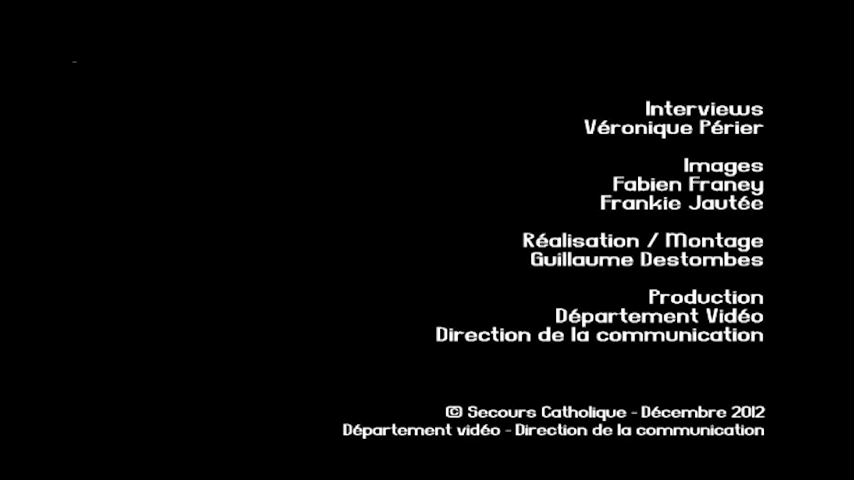 Interviews
Véronique Périer
Images
Fabien Franey
Frankie Jautée
Réalisation / Montage
Guillaume Destombes
Production
Département Vidéo
Direction de la communication
© Secours Catholique - Décembre 2012
Département vidéo - Direction de la communication